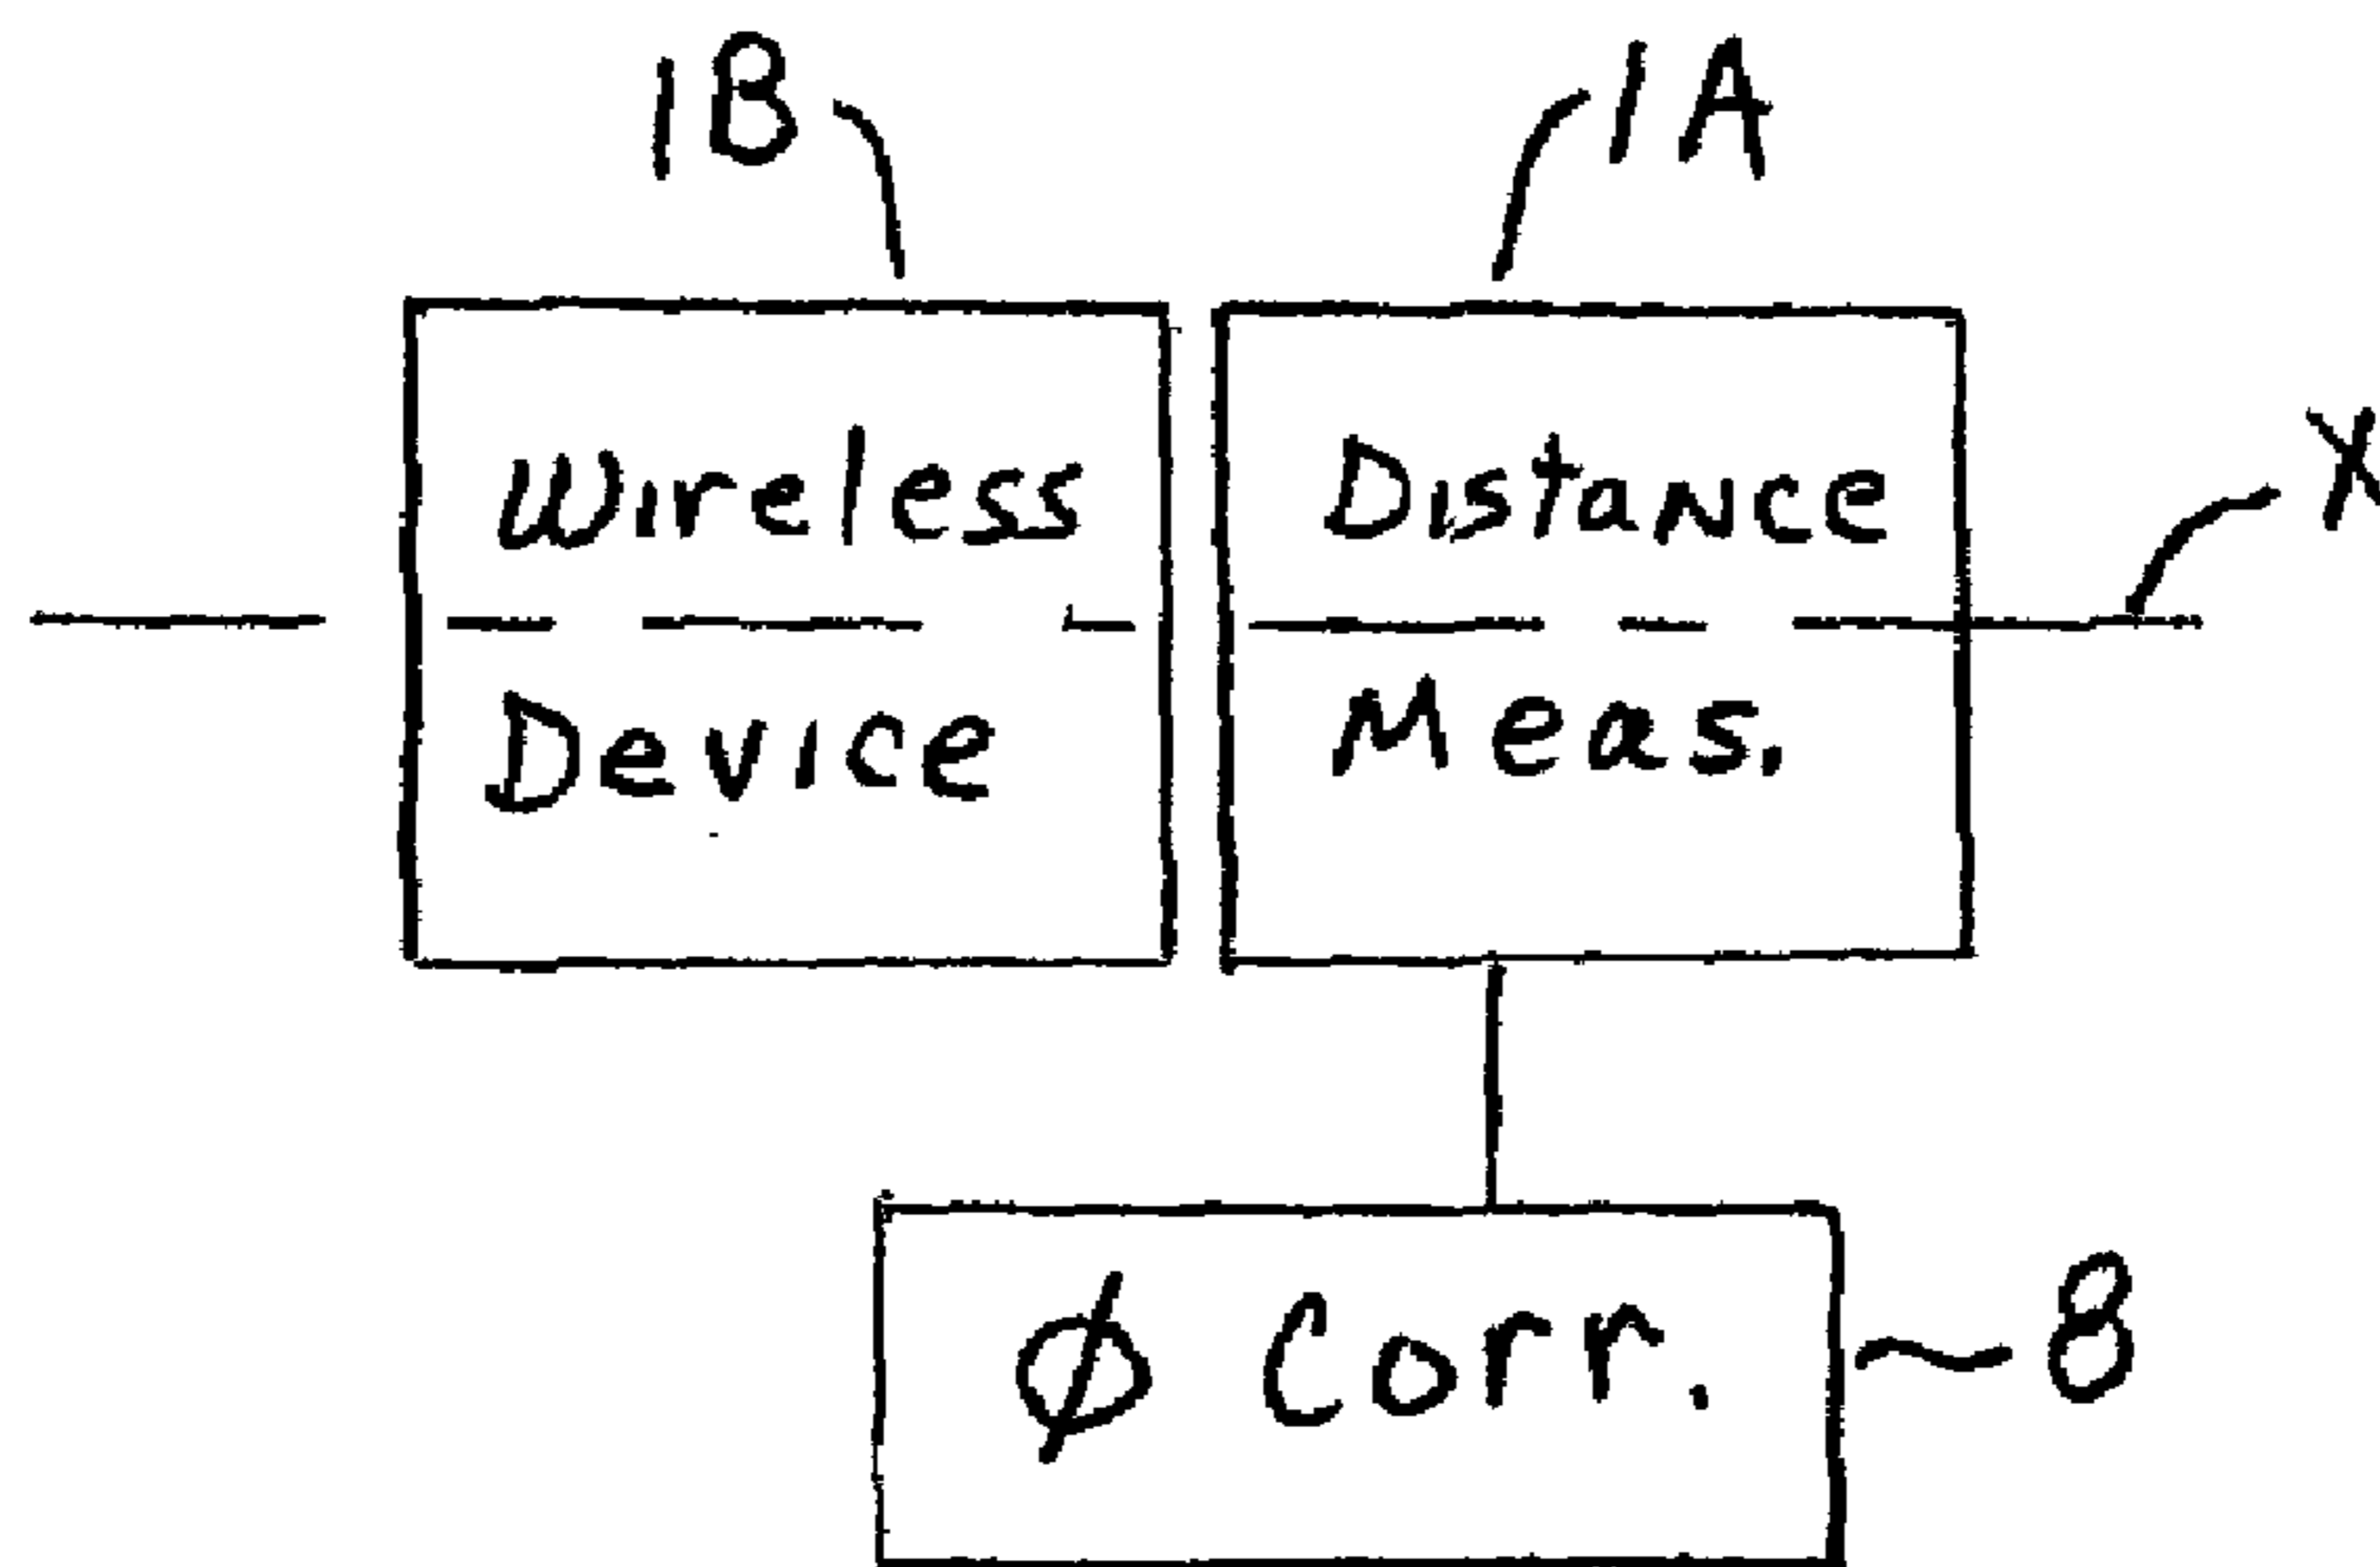 1B
1A
Wireless
Device
Distance
Meas.
X
ϕ Corr.
8